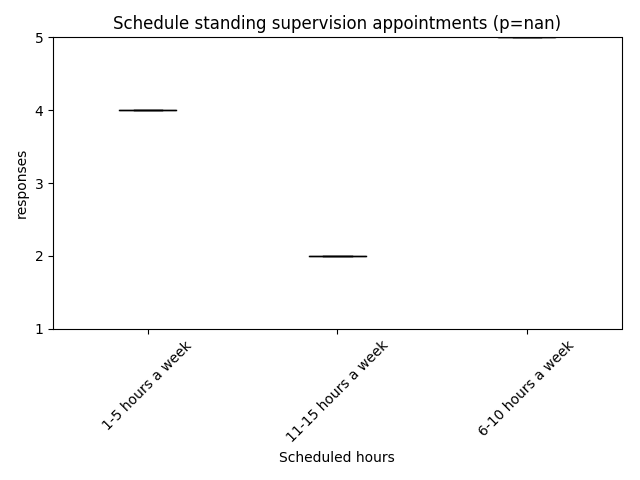 Schedule standing supervision appointments (p=nan)
5
4
3
2
1
responses
1-5 hours a week
11-15 hours a week
6-10 hours a week
Scheduled hours